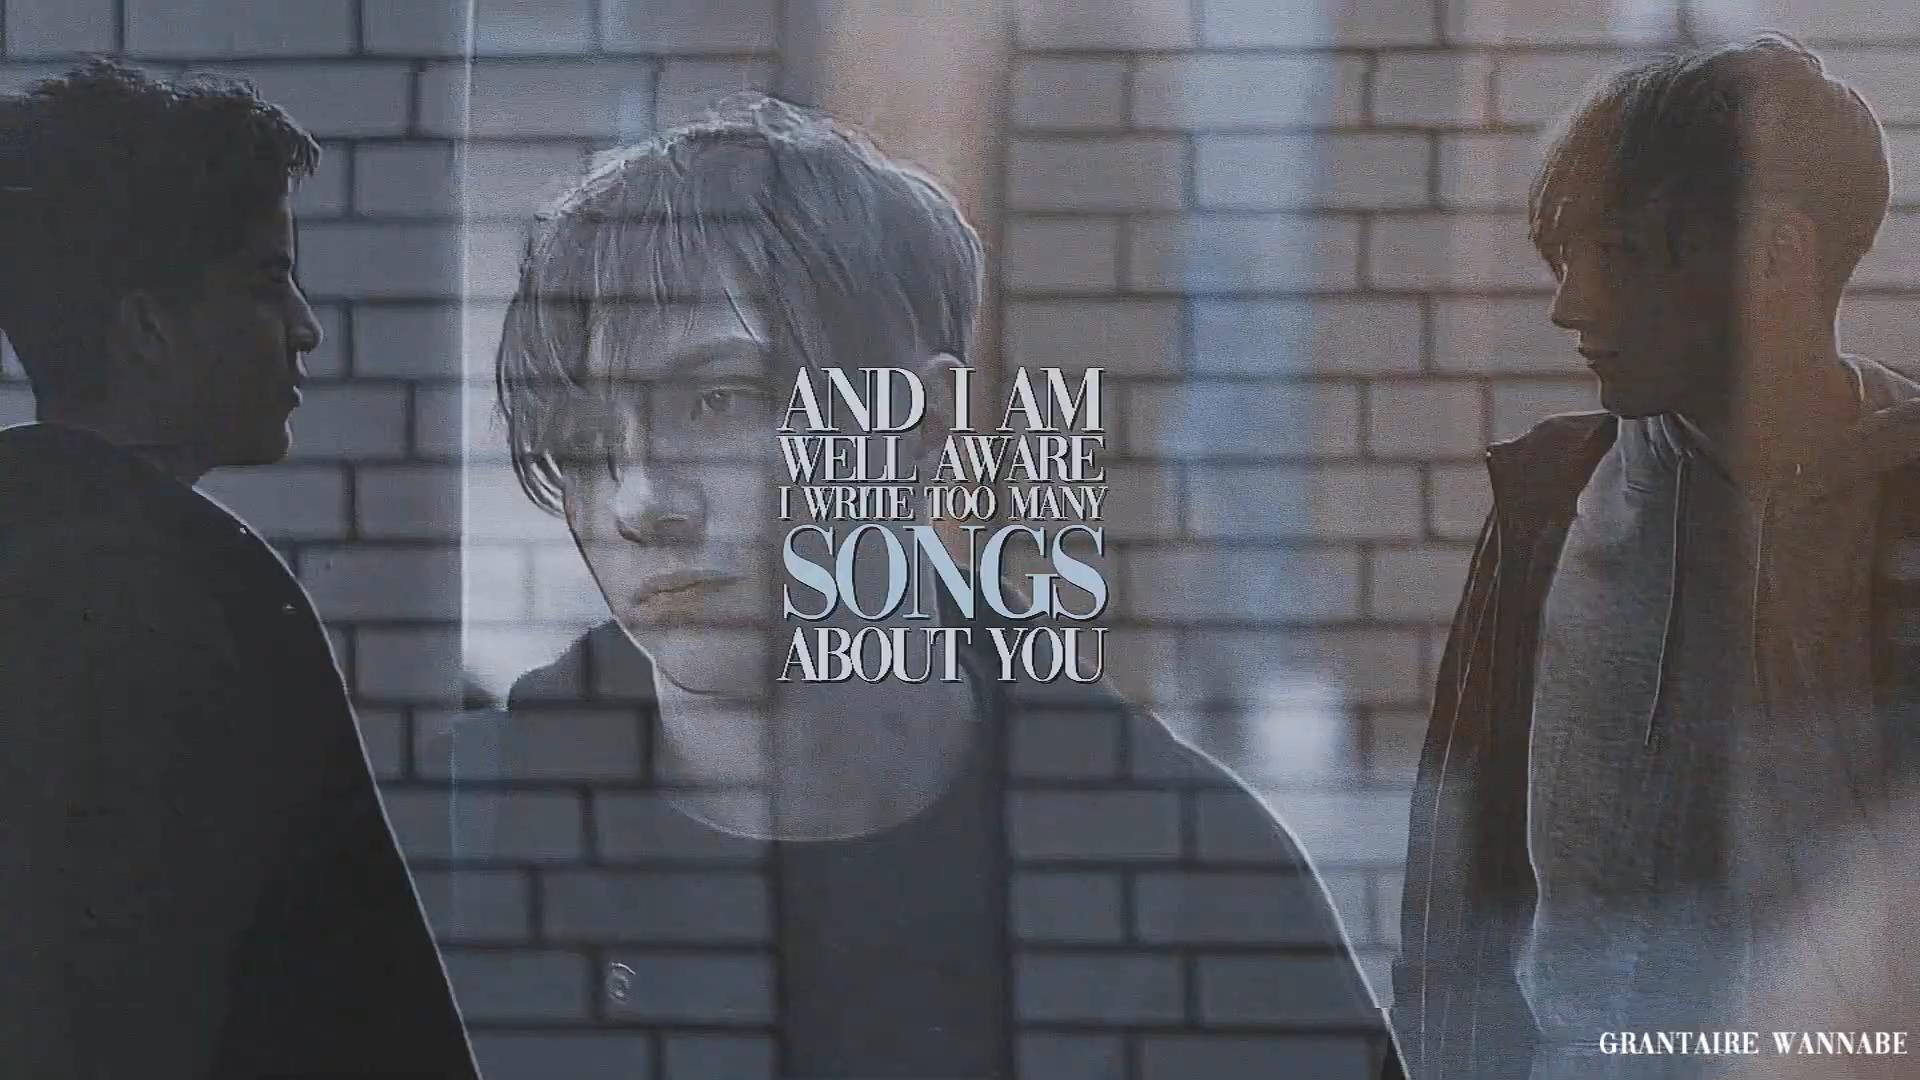 AND I AM
WELL AWARE
I WRITE TOO MANY
SONGS
ABOUT YOU
GRANTAIRE WANNABE